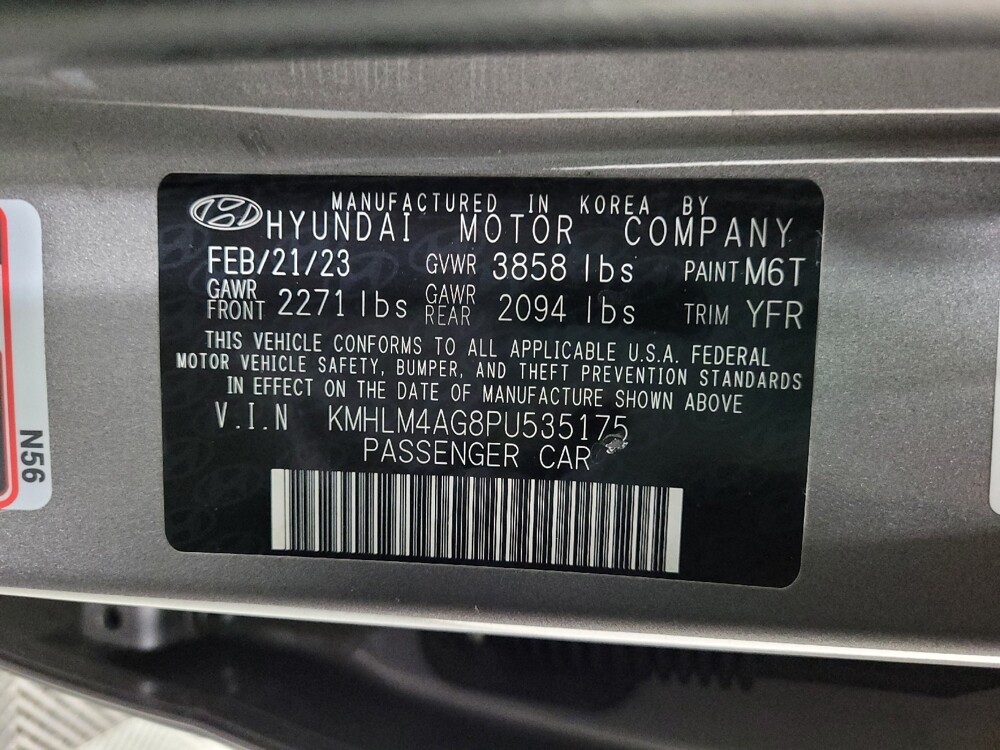 MANUFACTURED IN KOREA BY
HYUNDAI MOTOR COMPANY
FEB/21/23 GVWR 3858 lbs PAINT M6T
GAWR FRONT 2271 lbs GAWR REAR 2094 lbs TRIM YFR
THIS VEHICLE CONFORMS TO ALL APPLICABLE U.S.A. FEDERAL
MOTOR VEHICLE SAFETY, BUMPER, AND THEFT PREVENTION STANDARDS
IN EFFECT ON THE DATE OF MANUFACTURE SHOWN ABOVE
V.I.N KMHLM4AG8PU535175
PASSENGER CAR
N56